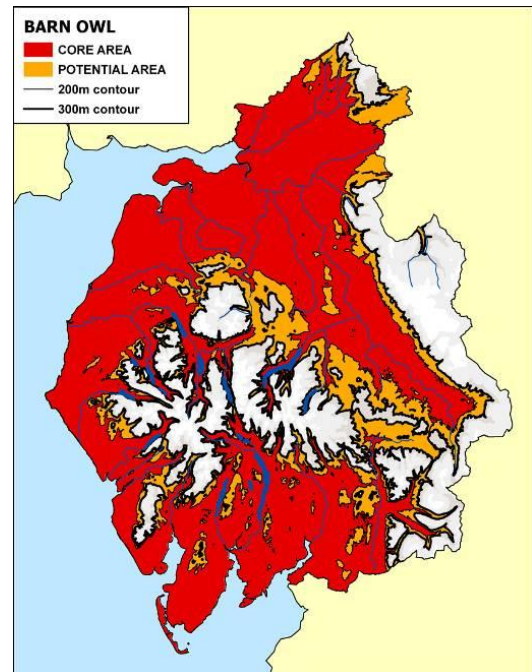 BARN OWL
CORE AREA
POTENTIAL AREA
200m contour
300m contour